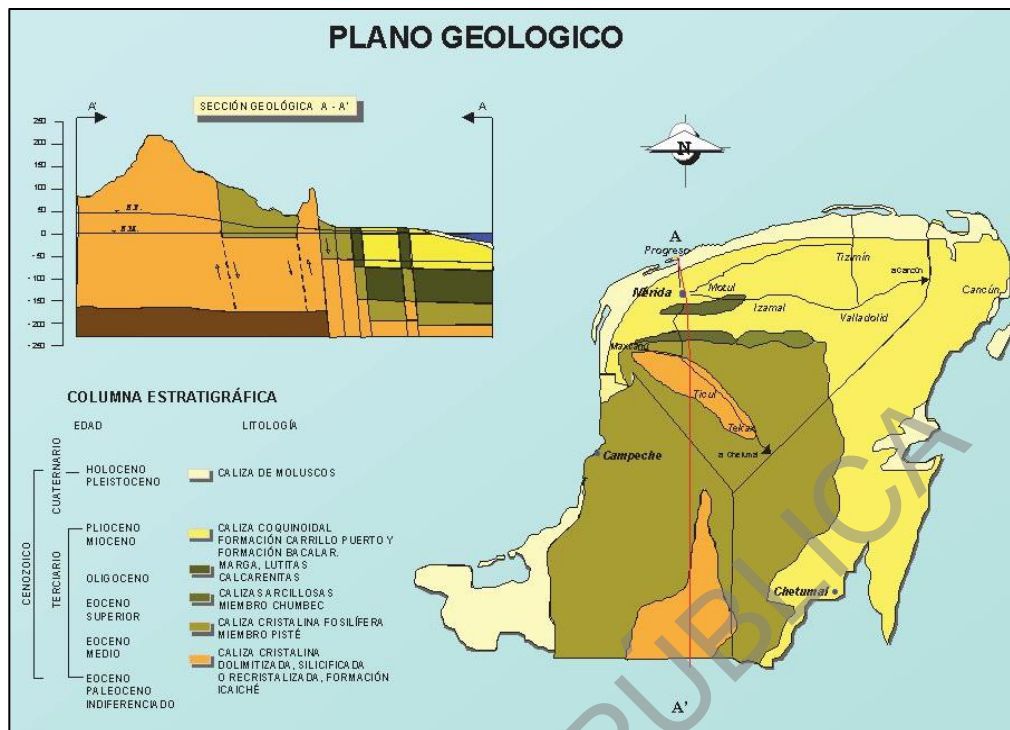 PLANO GEOLOGICO
SECCIÓN GEOLÓGICA A - A'
A'
A
250
200
150
100
50
0
-50
-100
-150
-200
-250
N.E.
N.M.
N
A
Progreso
Mérida
Motul
Tizimín
a Cancún
Cancún
Izamal
Valladolid
Maxcanú
Ticul
Tekax
a Chetumal
Campeche
Chetumal
A'
COLUMNA ESTRATIGRÁFICA
EDAD
LITOLOGÍA
CENOZOICO
CUATERNARIO
TERCIARIO
HOLOCENO
PLEISTOCENO
CALIZA DE MOLUSCOS
PLIOCENO
MIOCENO
CALIZA COQUINOIDAL
FORMACIÓN CARRILLO PUERTO Y
FORMACIÓN BACALAR.
OLIGOCENO
MARGA, LUTITAS
CALCARENITAS
EOCENO
SUPERIOR
CALIZAS ARCILLOSAS
MIEMBRO CHUMBEC
EOCENO
MEDIO
CALIZA CRISTALINA FOSILÍFERA
MIEMBRO PISTÉ
EOCENO
PALEOCENO
INDIFERENCIADO
CALIZA CRISTALINA
DOLIMITIZADA, SILICIFICADA
O RECRISTALIZADA, FORMACIÓN
ICAICHÉ
PUBLICA